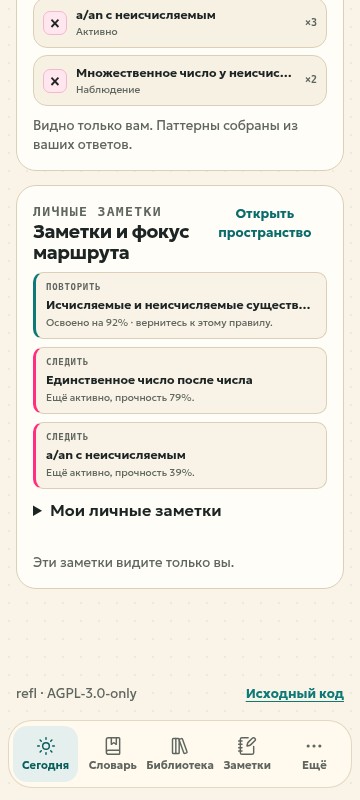 a/an с неисчисляемым
Активно
×3
Множественное число у неисчис...
Наблюдение
×2
Видно только вам. Паттерны собраны из
ваших ответов.
ЛИЧНЫЕ ЗАМЕТКИ
Заметки и фокус
маршрута
Открыть
пространство
ПОВТОРИТЬ
Исчисляемые и неисчисляемые существ...
Освоено на 92% · вернитесь к этому правилу.
СЛЕДИТЬ
Единственное число после числа
Ещё активно, прочность 79%.
СЛЕДИТЬ
a/an с неисчисляемым
Ещё активно, прочность 39%.
Мои личные заметки
Эти заметки видите только вы.
refl · AGPL-3.0-only
Исходный код
Сегодня
Словарь
Библиотека
Заметки
Ещё